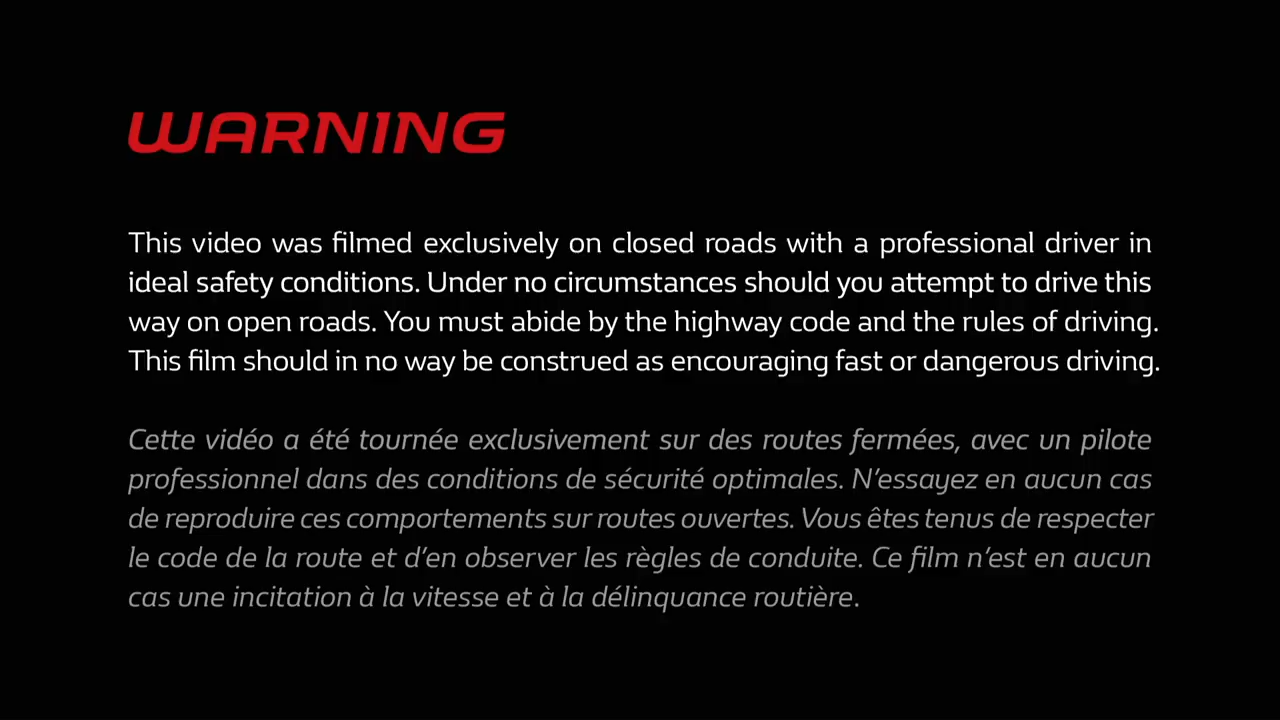 WARNING
This video was filmed exclusively on closed roads with a professional driver in
ideal safety conditions. Under no circumstances should you attempt to drive this
way on open roads. You must abide by the highway code and the rules of driving.
This film should in no way be construed as encouraging fast or dangerous driving.
Cette vidéo a été tournée exclusivement sur des routes fermées, avec un pilote
professionnel dans des conditions de sécurité optimales. N’essayez en aucun cas
de reproduire ces comportements sur routes ouvertes. Vous êtes tenus de respecter
le code de la route et d’en observer les règles de conduite. Ce film n’est en aucun
cas une incitation à la vitesse et à la délinquance routière.